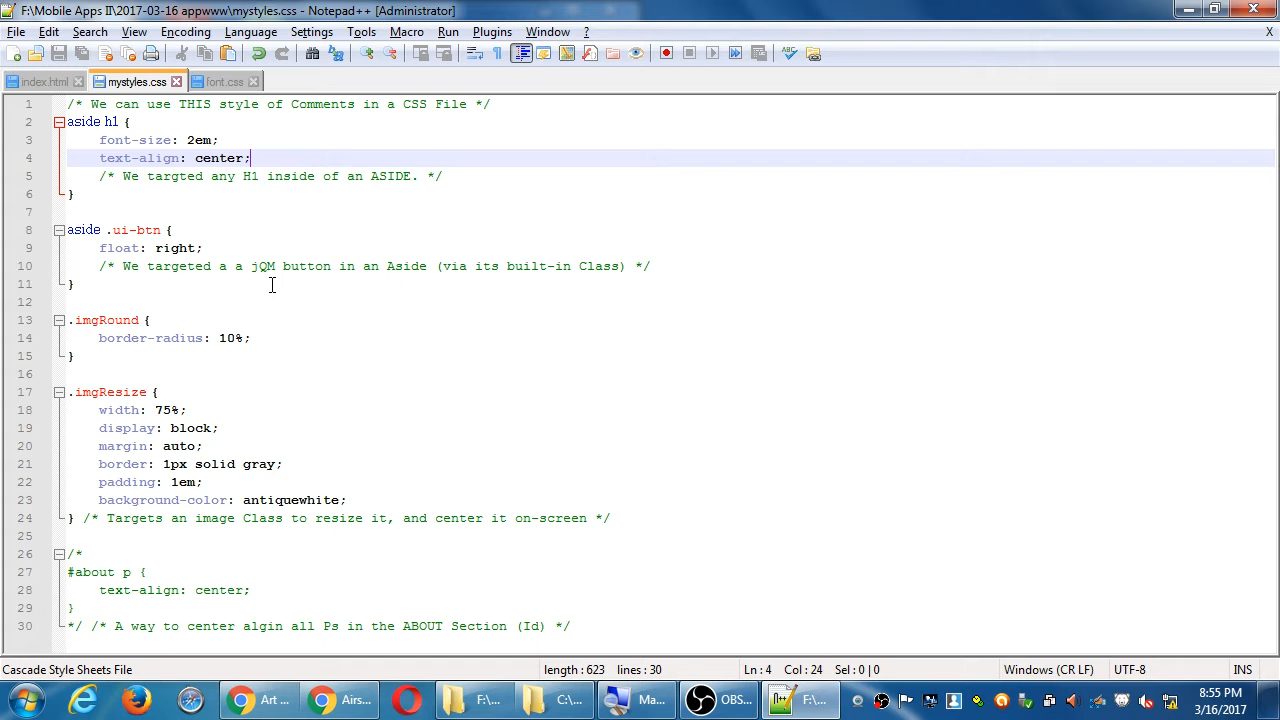 F:\Mobile Apps II\2017-03-16 appwww\mystyles.css - Notepad++ [Administrator]
File Edit Search View Encoding Language Settings Tools Macro Run Plugins Window ? X
index.html mystyles.css font.css
1 /* We can use THIS style of Comments in a CSS File */
2 aside h1 {
3 font-size: 2em;
4 text-align: center;
5 /* We targted any H1 inside of an ASIDE. */
6 }
7
8 aside .ui-btn {
9 float: right;
10 /* We targeted a a jQM button in an Aside (via its built-in Class) */
11 }
12
13 .imgRound {
14 border-radius: 10%;
15 }
16
17 .imgResize {
18 width: 75%;
19 display: block;
20 margin: auto;
21 border: 1px solid gray;
22 padding: 1em;
23 background-color: antiquewhite;
24 } /* Targets an image Class to resize it, and center it on-screen */
25
26 /*
27 #about p {
28 text-align: center;
29 }
30 */ /* A way to center algin all Ps in the ABOUT Section (Id) */
Cascade Style Sheets File length : 623 lines : 30 Ln : 4 Col : 24 Sel : 0 | 0 Windows (CR LF) UTF-8 INS
Art ... Airs... F:\... C:\... Ma... OBS... F:\... 8:55 PM
3/16/2017